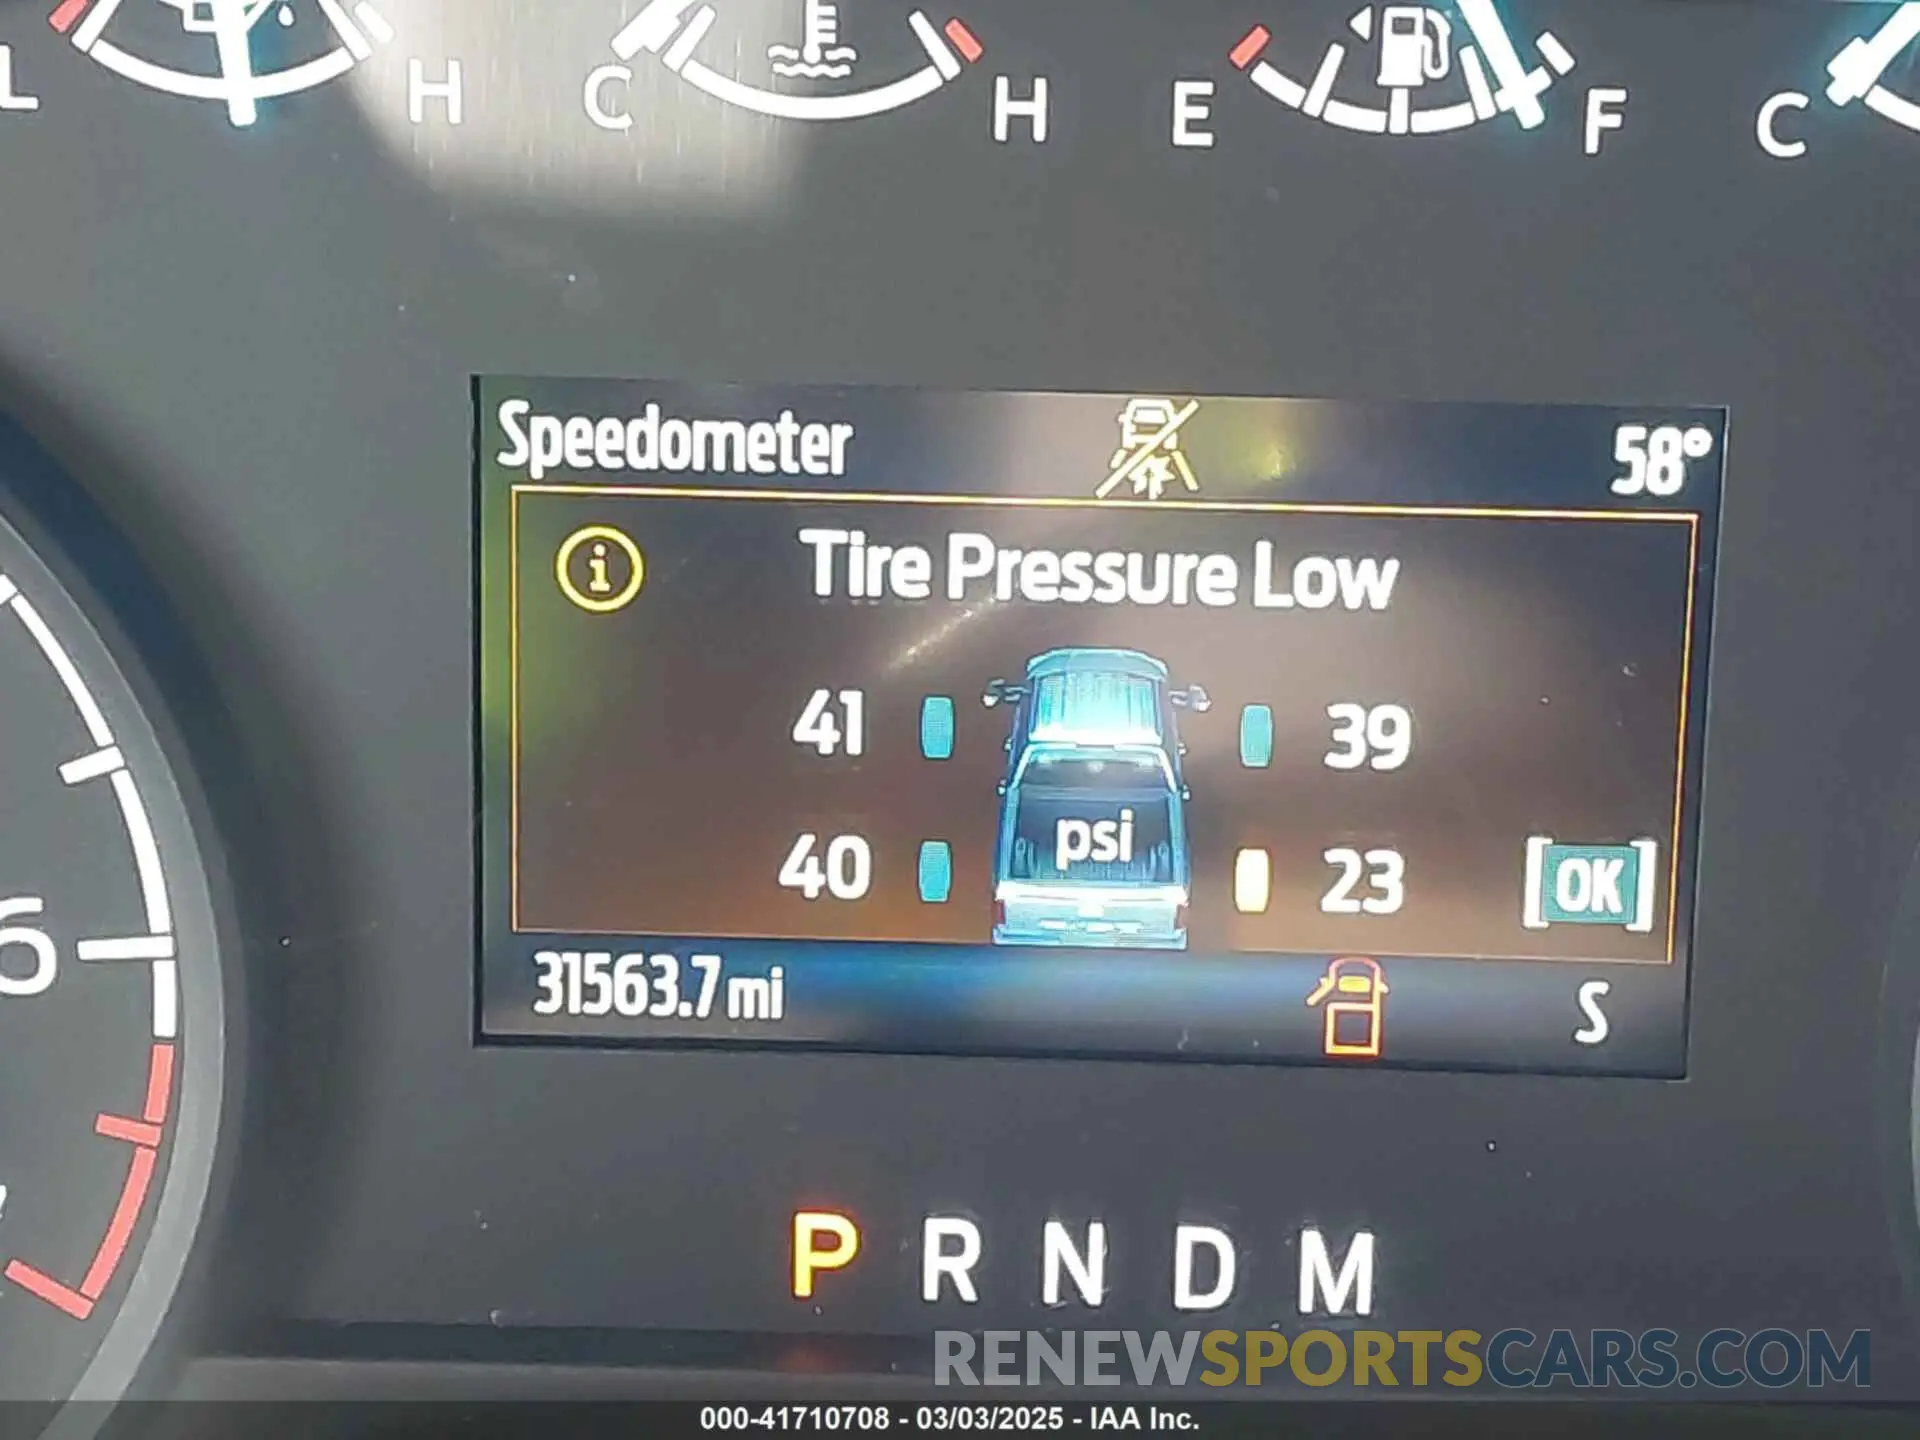 L H C H E F C
Speedometer 58°
Tire Pressure Low
41 39
psi
40 23 [OK]
31563.7 mi S
6
P R N D M
RENEWSPORTSCARS.COM
000-41710708 - 03/03/2025 - IAA Inc.